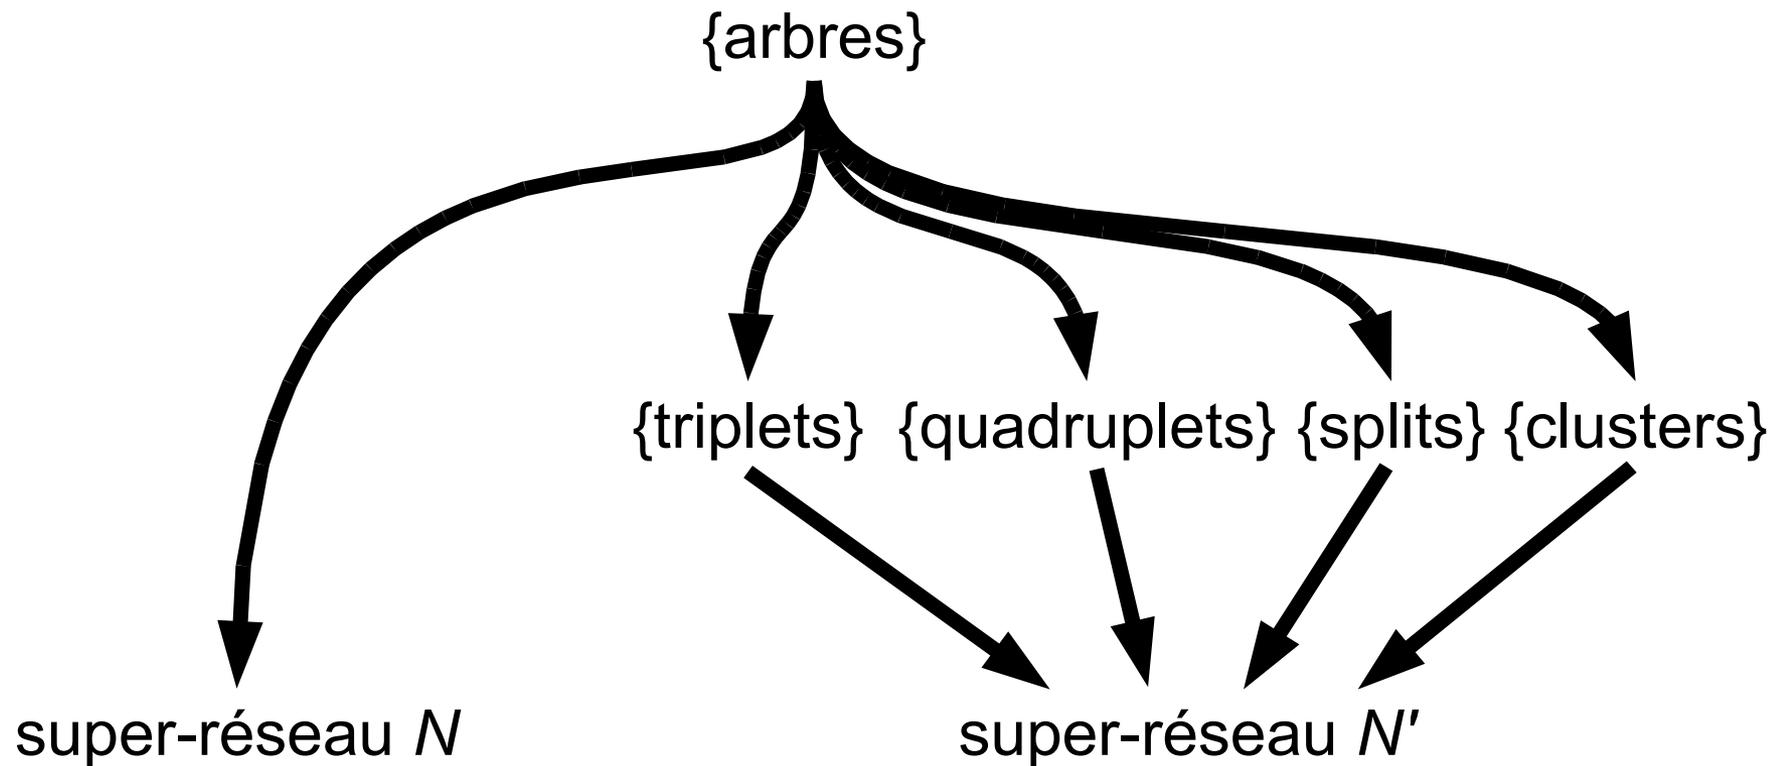 {arbres}
{triplets} {quadruplets} {splits} {clusters}
super-réseau N super-réseau N'